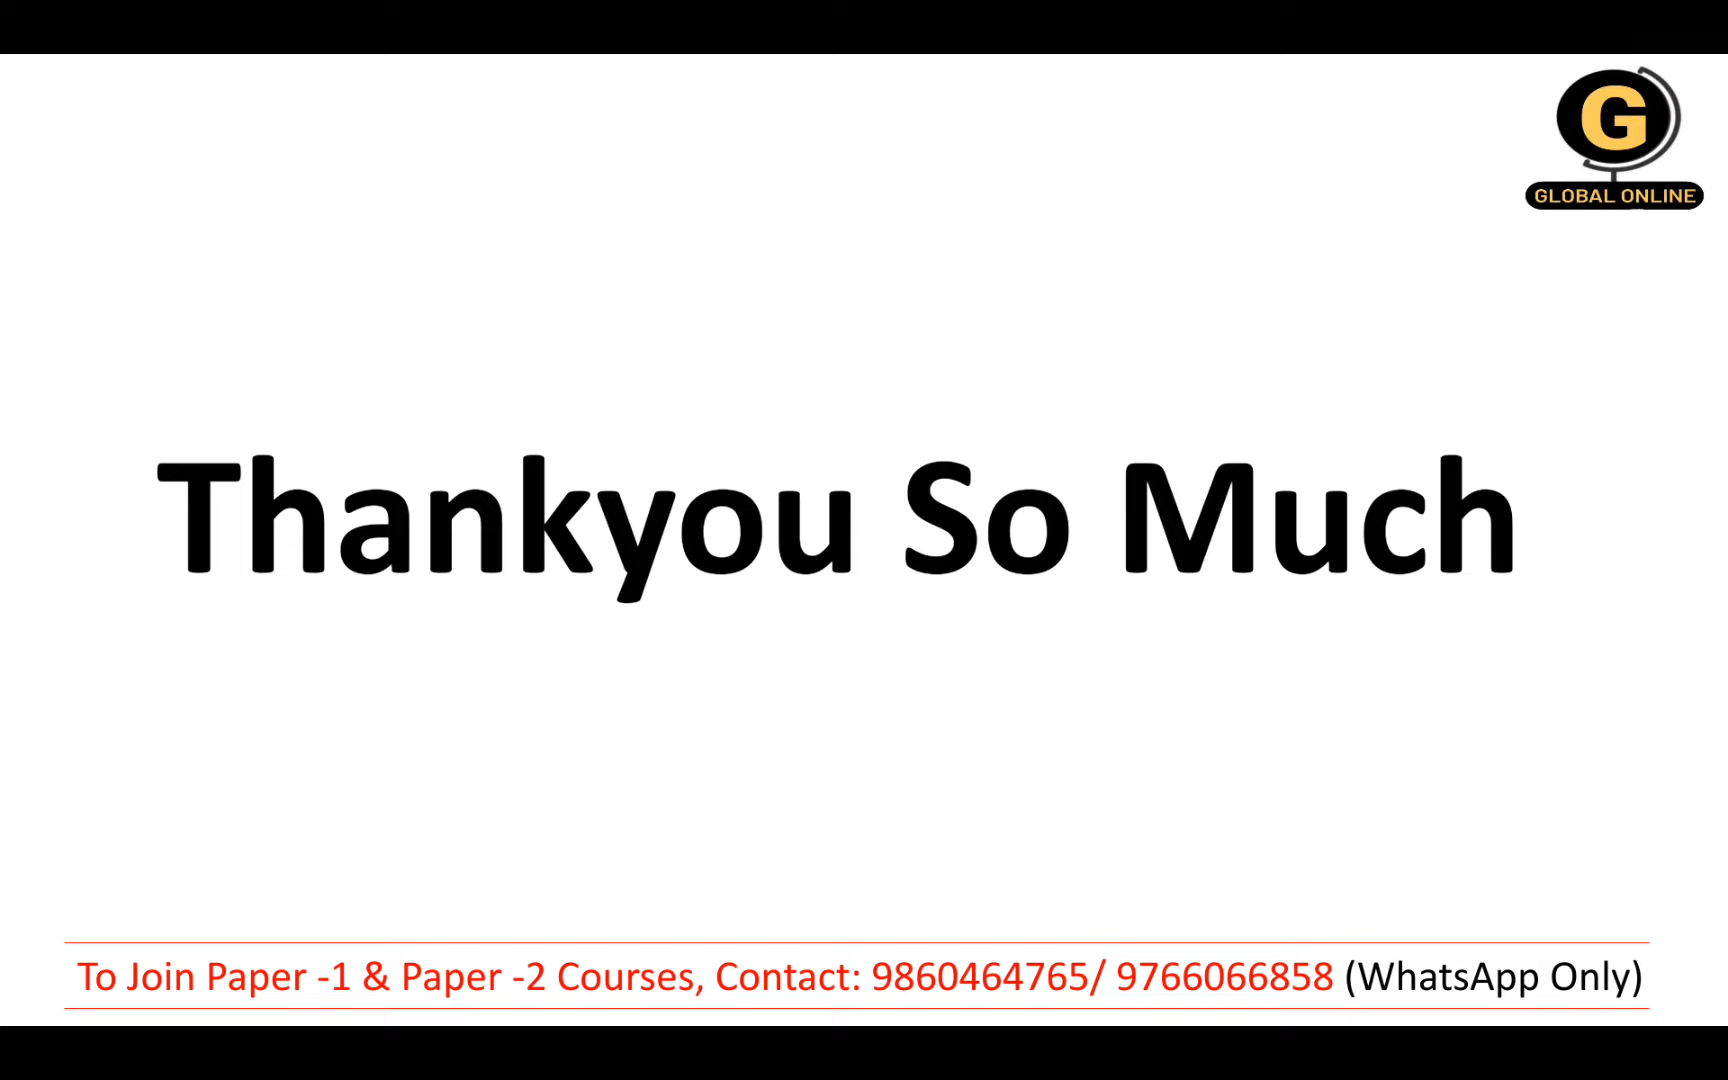 G
GLOBAL ONLINE
Thankyou So Much
To Join Paper -1 & Paper -2 Courses, Contact: 9860464765/ 9766066858 (WhatsApp Only)